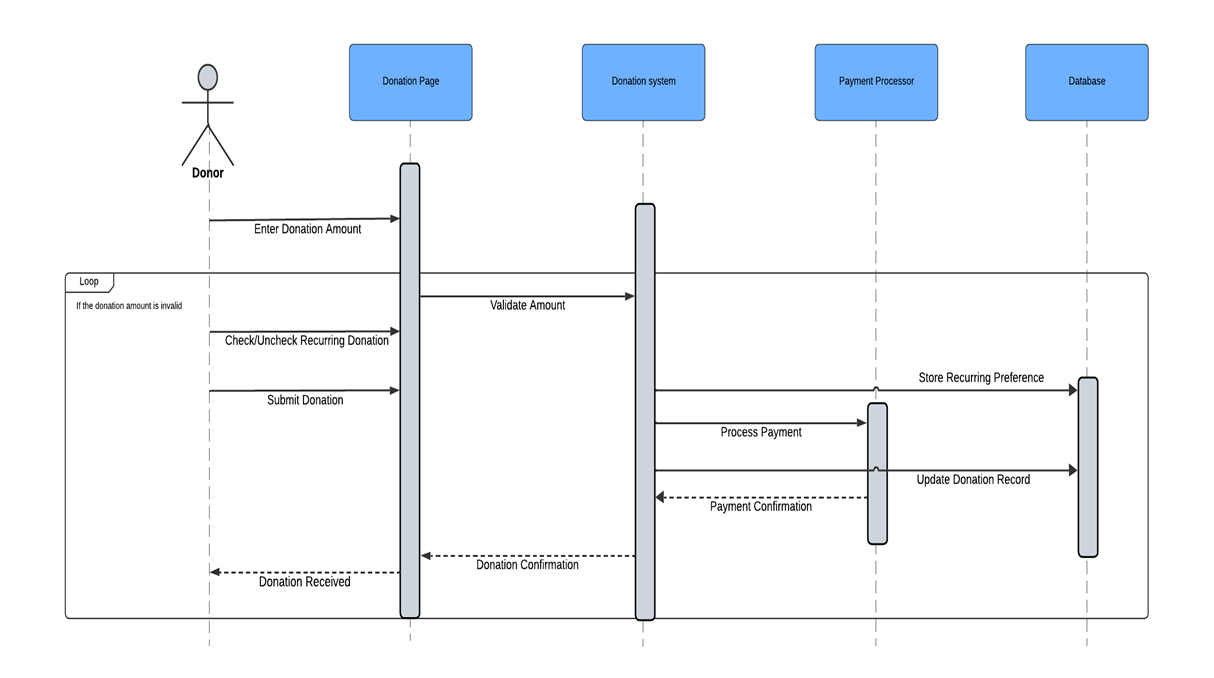 Donation Page
Donation system
Payment Processor
Database
Donor
Enter Donation Amount
Loop
If the donation amount is invalid
Validate Amount
Check/Uncheck Recurring Donation
Store Recurring Preference
Submit Donation
Process Payment
Update Donation Record
Payment Confirmation
Donation Confirmation
Donation Received